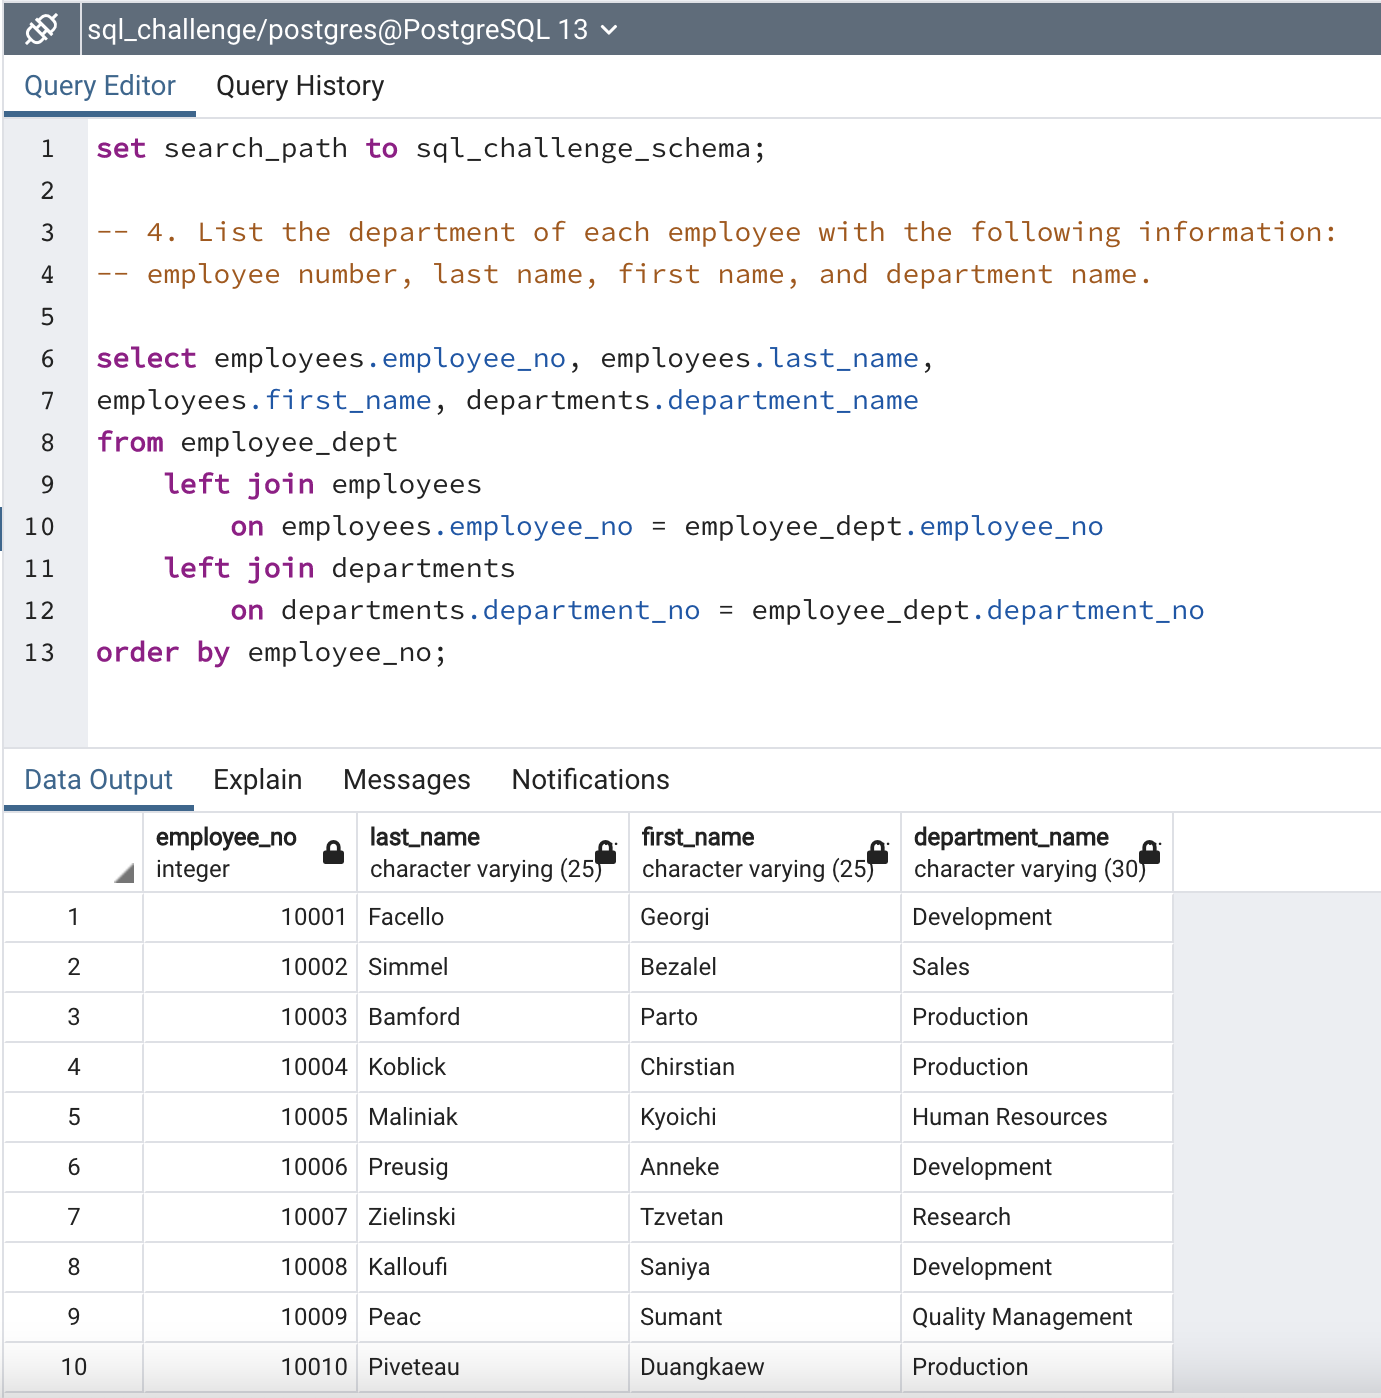 sql_challenge/postgres@PostgreSQL 13
Query Editor Query History
1 set search_path to sql_challenge_schema;
2
3 -- 4. List the department of each employee with the following information:
4 -- employee number, last name, first name, and department name.
5
6 select employees.employee_no, employees.last_name,
7 employees.first_name, departments.department_name
8 from employee_dept
9 left join employees
10 on employees.employee_no = employee_dept.employee_no
11 left join departments
12 on departments.department_no = employee_dept.department_no
13 order by employee_no;
Data Output Explain Messages Notifications
employee_no last_name first_name department_name
integer character varying (25) character varying (25) character varying (30)
1 10001 Facello Georgi Development
2 10002 Simmel Bezalel Sales
3 10003 Bamford Parto Production
4 10004 Koblick Chirstian Production
5 10005 Maliniak Kyoichi Human Resources
6 10006 Preusig Anneke Development
7 10007 Zielinski Tzvetan Research
8 10008 Kalloufi Saniya Development
9 10009 Peac Sumant Quality Management
10 10010 Piveteau Duangkaew Production